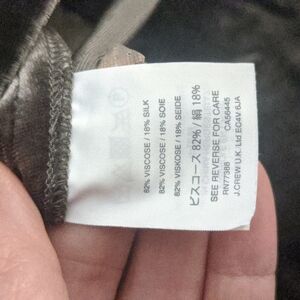 82% VISCOSE / 18% SILK
82% VISCOSE / 18% SOIE
82% VISKOSE / 18% SEIDE
ビスコース 82% / 絹 18%
SEE REVERSE FOR CARE
RN77388 CA56445
J.CREW U.K. Ltd EC4V 6JA